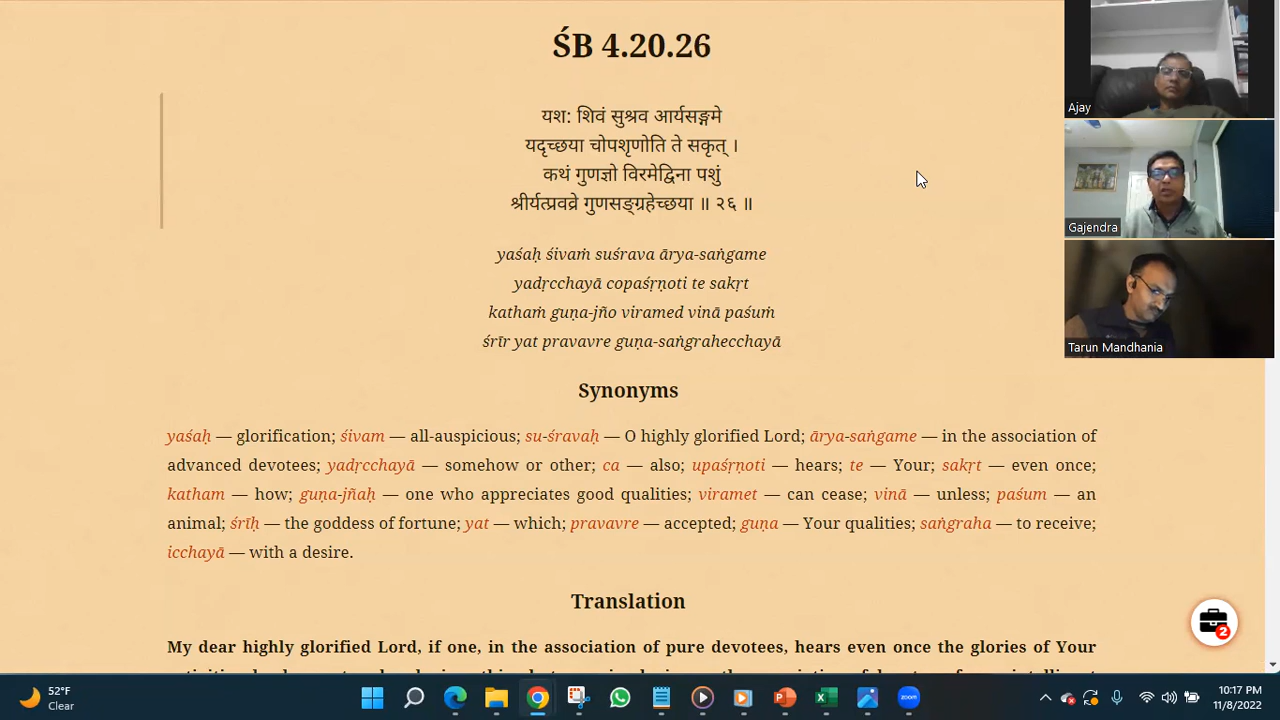 ŚB 4.20.26
यश: शिवं सुश्रव आर्यसङ्गमे
यद‍ृच्छया चोपश‍ृणोति ते सकृत् ।
कथं गुणज्ञो विरमेद्विना पशुं
श्रीर्यत्प्रवव्रे गुणसङ्ग्रहेच्छया ॥ २६ ॥
yaśaḥ śivaṁ suśrava ārya-saṅgame
yadṛcchayā copaśṛṇoti te sakṛt
kathaṁ guṇa-jño viramed vinā paśuṁ
śrīr yat pravavre guṇa-saṅgrahecchayā
Synonyms
yaśaḥ — glorification; śivam — all-auspicious; su-śravaḥ — O highly glorified Lord; ārya-saṅgame — in the association of
advanced devotees; yadṛcchayā — somehow or other; ca — also; upaśṛṇoti — hears; te — Your; sakṛt — even once;
katham — how; guṇa-jñaḥ — one who appreciates good qualities; viramet — can cease; vinā — unless; paśum — an
animal; śrīḥ — the goddess of fortune; yat — which; pravavre — accepted; guṇa — Your qualities; saṅgraha — to receive;
icchayā — with a desire.
Translation
My dear highly glorified Lord, if one, in the association of pure devotees, hears even once the glories of Your
Ajay
Gajendra
Tarun Mandhania
2
52°F
Clear
zoom
10:17 PM
11/8/2022